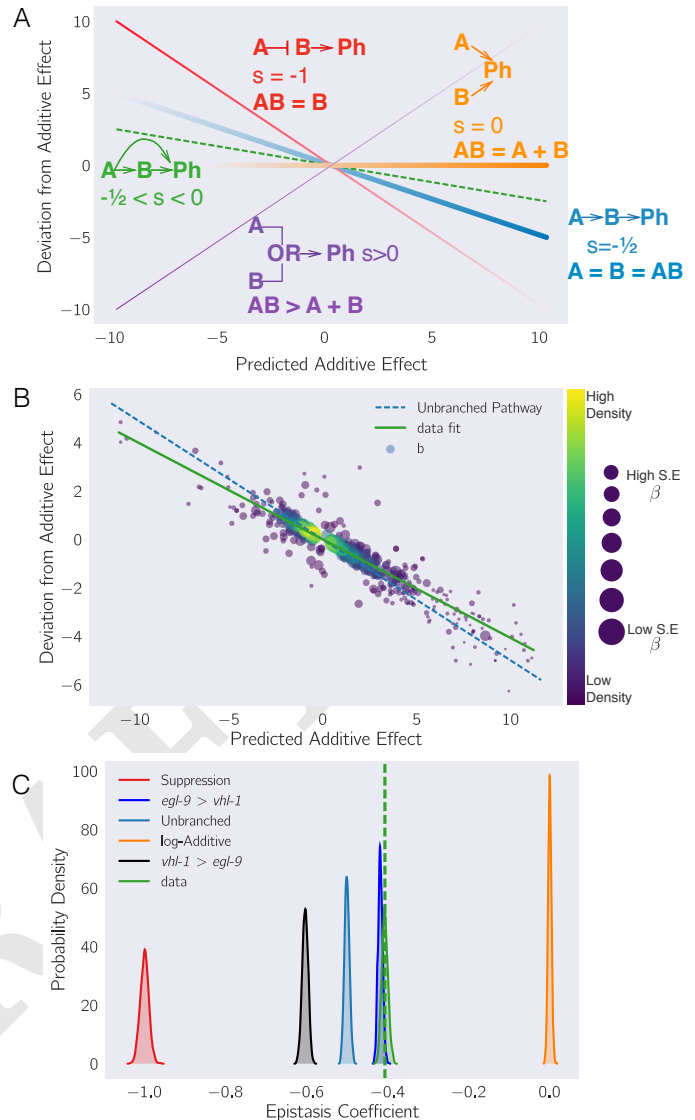 A
10
5
0
−5
−10
Deviation from Additive Effect
A⊣B→Ph
s = -1
AB = B
A
Ph
B
s = 0
AB = A + B
A→B→Ph
-½ < s < 0
A
OR→Ph s>0
B
AB > A + B
A→B→Ph
s=-½
A = B = AB
−10
−5
0
5
10
Predicted Additive Effect
B
6
4
2
0
−2
−4
−6
Deviation from Additive Effect
Unbranched Pathway
data fit
b
−10
−5
0
5
10
Predicted Additive Effect
High
Density
Low
Density
High S.E
β
Low S.E
β
C
100
80
60
40
20
0
Probability Density
Suppression
egl-9 > vhl-1
Unbranched
log-Additive
vhl-1 > egl-9
data
−1.0
−0.8
−0.6
−0.4
−0.2
0.0
Epistasis Coefficient